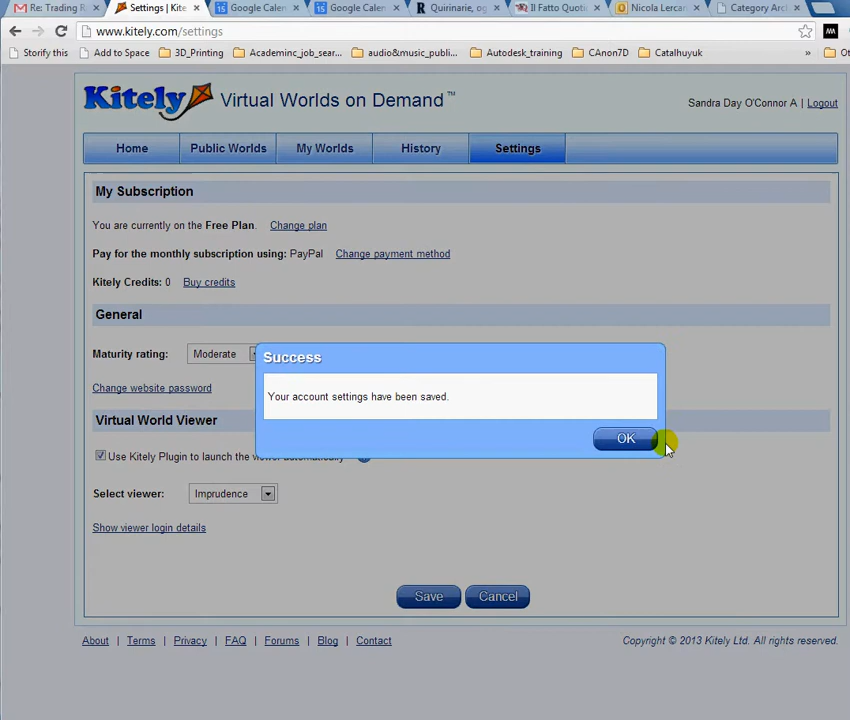 Re: Trading R
Settings | Kite
Google Caler
Google Caler
Quirinarie, og
Il Fatto Quoti
Nicola Lercar
Category Arcl
www.kitely.com/settings
Storify this
Add to Space
3D_Printing
Academinc_job_sear...
audio&music_publi...
Autodesk_training
CAnon7D
Catalhuyuk
»
Ot
Kitely Virtual Worlds on Demand ™
Sandra Day O'Connor A | Logout
Home
Public Worlds
My Worlds
History
Settings
My Subscription
You are currently on the Free Plan. Change plan
Pay for the monthly subscription using: PayPal Change payment method
Kitely Credits: 0 Buy credits
General
Maturity rating: Moderate
Change website password
Success
Your account settings have been saved.
OK
Virtual World Viewer
Use Kitely Plugin to launch the viewer automatically
Select viewer: Imprudence
Show viewer login details
Save
Cancel
About | Terms | Privacy | FAQ | Forums | Blog | Contact
Copyright © 2013 Kitely Ltd. All rights reserved.